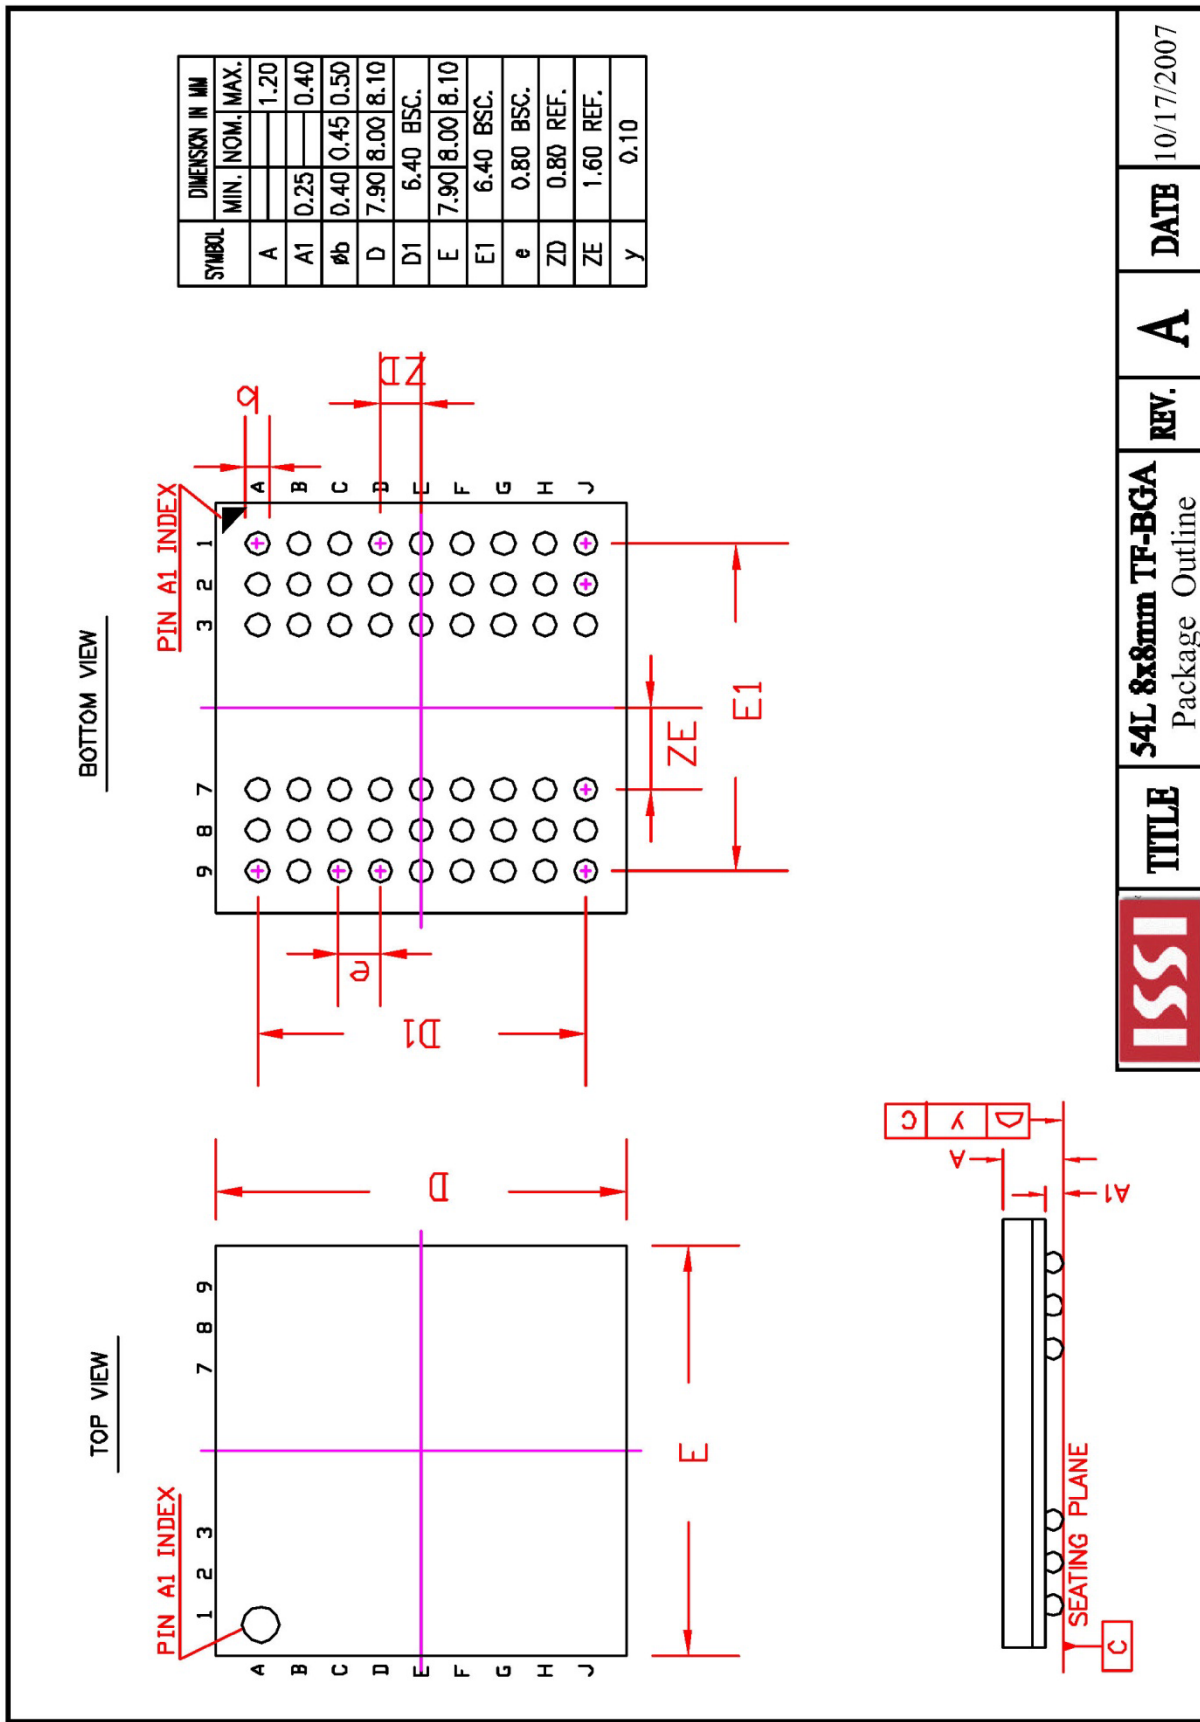 TOP VIEW
PIN A1 INDEX
1 2 3 7 8 9
A
B
C
D
E
F
G
H
J
D
E
BOTTOM VIEW
PIN A1 INDEX
9 8 7 3 2 1
A
B
C
D
E
F
G
H
J
b
ZD
e
D1
ZE
E1
SYMBOL DIMENSION IN MM
MIN. NOM. MAX.
A 1.20
A1 0.25 0.40
øb 0.40 0.45 0.50
D 7.90 8.00 8.10
D1 6.40 BSC.
E 7.90 8.00 8.10
E1 6.40 BSC.
e 0.80 BSC.
ZD 0.80 REF.
ZE 1.60 REF.
y 0.10
C
SEATING PLANE
A
A1
y C
ISSI
TITLE
54L 8x8mm TF-BGA
Package Outline
REV.
A
DATE
10/17/2007